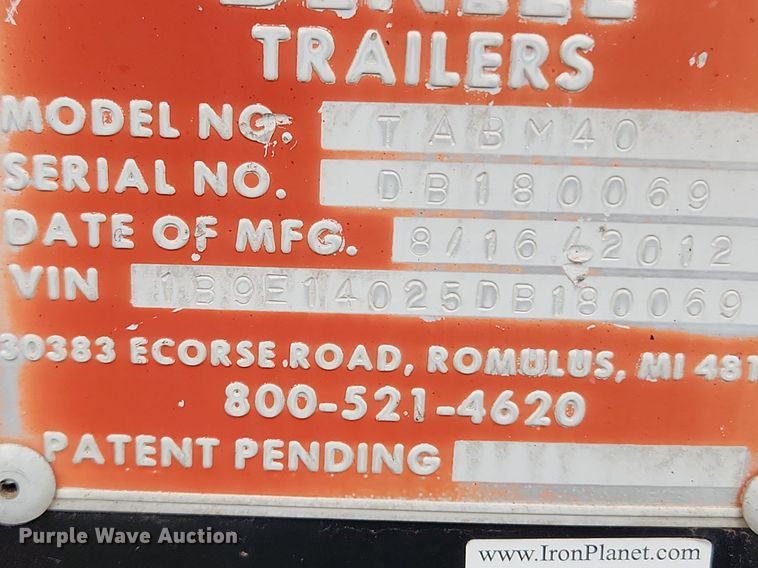 TRAILERS
MODEL NO. TABM40
SERIAL NO. DB180069
DATE OF MFG. 8/16/2012
VIN 1B9E14025DB180069
30383 ECORSE ROAD, ROMULUS, MI 481
800-521-4620
PATENT PENDING
Purple Wave Auction
www.IronPlanet.com